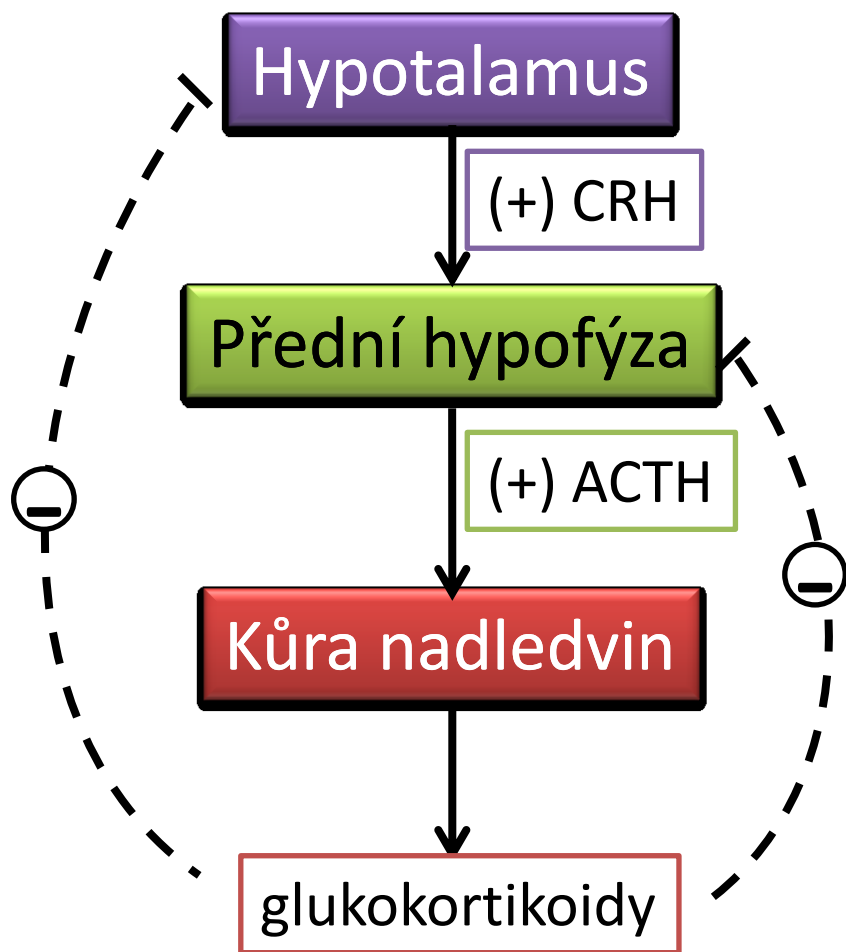 Hypotalamus
(+) CRH
Přední hypofýza
(+) ACTH
Kůra nadledvin
glukokortikoidy